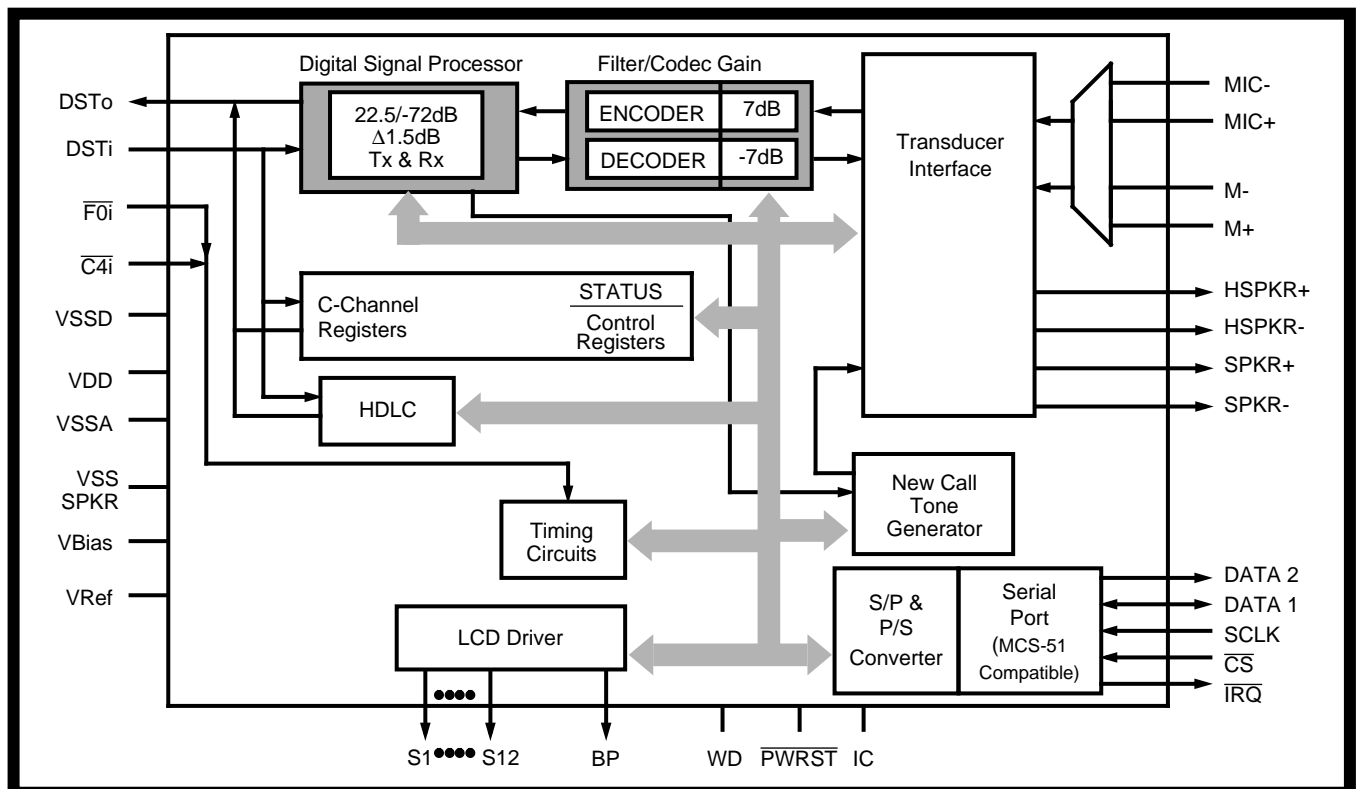 Digital Signal Processor
Filter/Codec Gain
DSTo
DSTi
F0i
C4i
VSSD
VDD
VSSA
VSS
SPKR
VBias
VRef
22.5/-72dB
Δ1.5dB
Tx & Rx
ENCODER
7dB
DECODER
-7dB
Transducer
Interface
MIC-
MIC+
M-
M+
HSPKR+
HSPKR-
SPKR+
SPKR-
C-Channel
Registers
STATUS
Control
Registers
HDLC
Timing
Circuits
New Call
Tone
Generator
LCD Driver
S/P &
P/S
Converter
Serial
Port
(MCS-51
Compatible)
DATA 2
DATA 1
SCLK
CS
IRQ
S1
S12
BP
WD
PWRST
IC